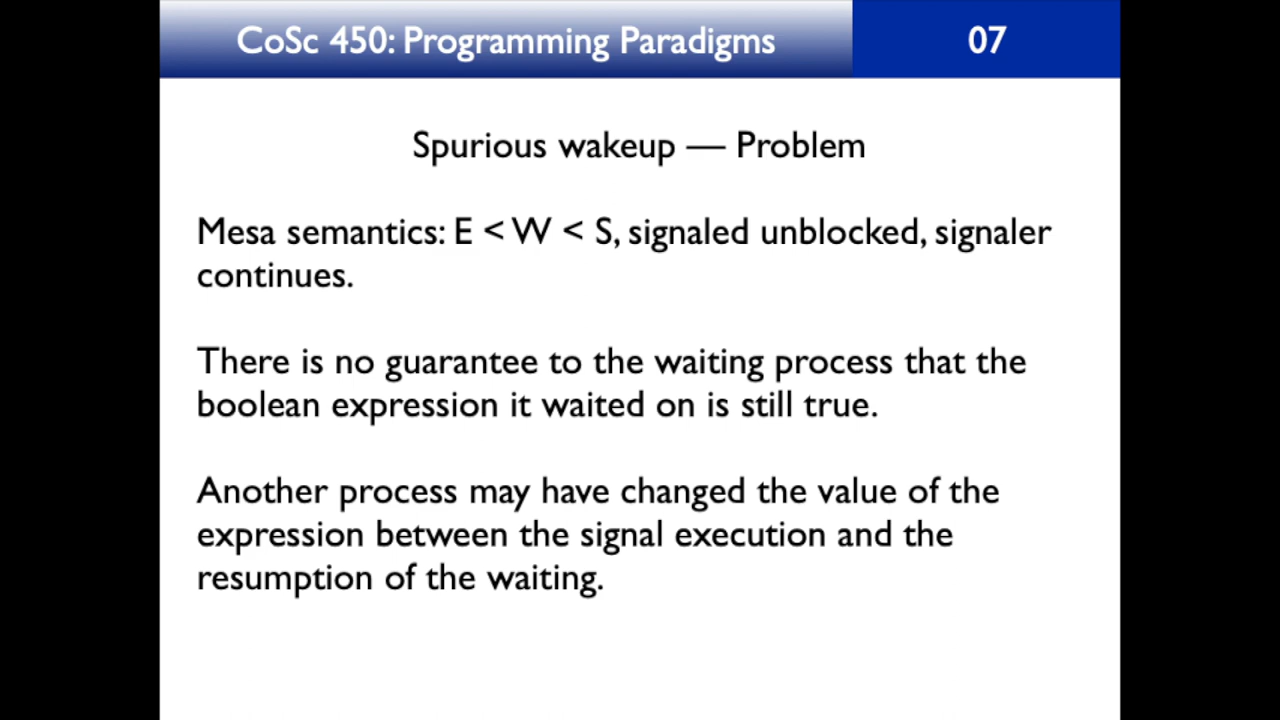 CoSc 450: Programming Paradigms 07
Spurious wakeup — Problem
Mesa semantics: E < W < S, signaled unblocked, signaler
continues.
There is no guarantee to the waiting process that the
boolean expression it waited on is still true.
Another process may have changed the value of the
expression between the signal execution and the
resumption of the waiting.